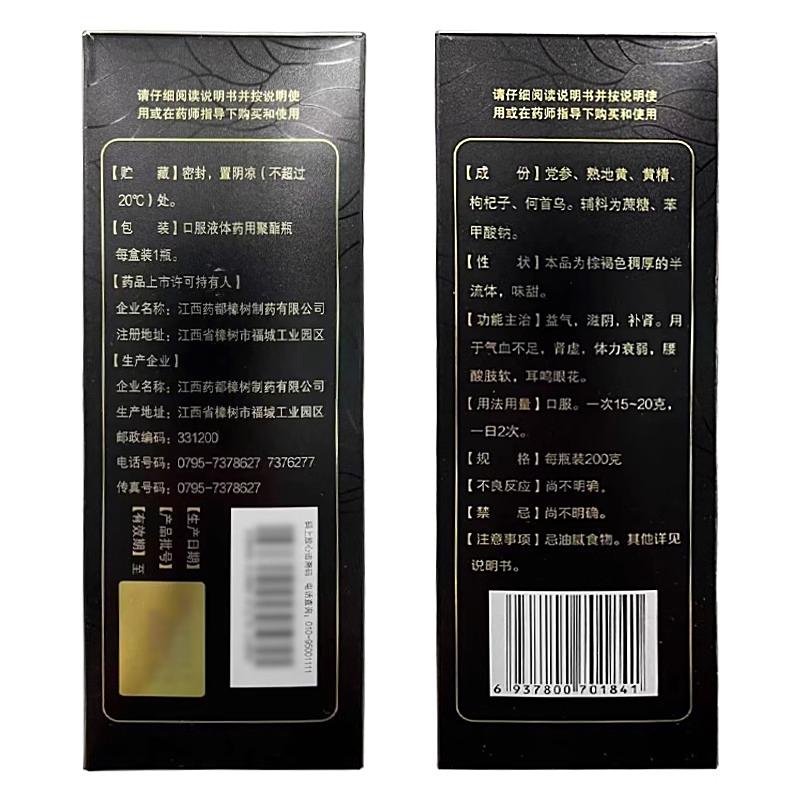 请仔细阅读说明书并按说明使
用或在药师指导下购买和使用
【贮 藏】密封，置阴凉（不超过
20℃）处。
【包 装】口服液体药用聚酯瓶
每盒装1瓶。
【药品上市许可持有人】
企业名称：江西药都樟树制药有限公司
注册地址：江西省樟树市福城工业园区
【生产企业】
企业名称：江西药都樟树制药有限公司
生产地址：江西省樟树市福城工业园区
邮政编码：331200
电话号码：0795-7378627 7376277
传真号码：0795-7378627
【生产日期】
【产品批号】
【有效期】至
码上放心追溯码 电话查询：010-95001111
请仔细阅读说明书并按说明使
用或在药师指导下购买和使用
【成 份】党参、熟地黄、黄精、
枸杞子、何首乌。辅料为蔗糖、苯
甲酸钠。
【性 状】本品为棕褐色稠厚的半
流体，味甜。
【功能主治】益气，滋阴，补肾。用
于气血不足，肾虚，体力衰弱，腰
酸肢软，耳鸣眼花。
【用法用量】口服。一次15~20克，
一日2次。
【规 格】每瓶装200克
【不良反应】尚不明确。
【禁 忌】尚不明确。
【注意事项】忌油腻食物。其他详见
说明书。
6 937800 701841